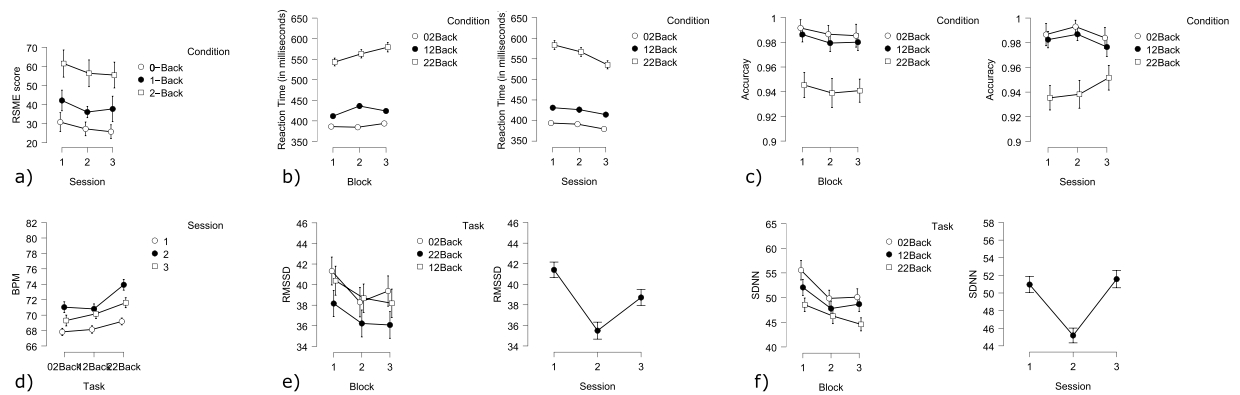 RSME score
70
60
50
40
30
20
1 2 3
Session
Condition
0-Back
1-Back
2-Back
a)
Reaction Time (in milliseconds)
650
600
550
500
450
400
350
1 2 3
Block
Condition
02Back
12Back
22Back
b)
Reaction Time (in milliseconds)
650
600
550
500
450
400
350
1 2 3
Session
Condition
02Back
12Back
22Back
Accurcay
1
0.98
0.96
0.94
0.92
0.9
1 2 3
Block
Condition
02Back
12Back
22Back
c)
Accuracy
1
0.98
0.96
0.94
0.92
0.9
1 2 3
Session
Condition
02Back
12Back
22Back
BPM
82
80
78
76
74
72
70
68
66
02Back 12Back 22Back
Task
Session
1
2
3
d)
RMSSD
46
44
42
40
38
36
34
1 2 3
Block
Task
02Back
22Back
12Back
e)
RMSSD
46
44
42
40
38
36
34
1 2 3
Session
SDNN
65
60
55
50
45
40
1 2 3
Block
Task
02Back
12Back
22Back
f)
SDNN
58
56
54
52
50
48
46
44
1 2 3
Session